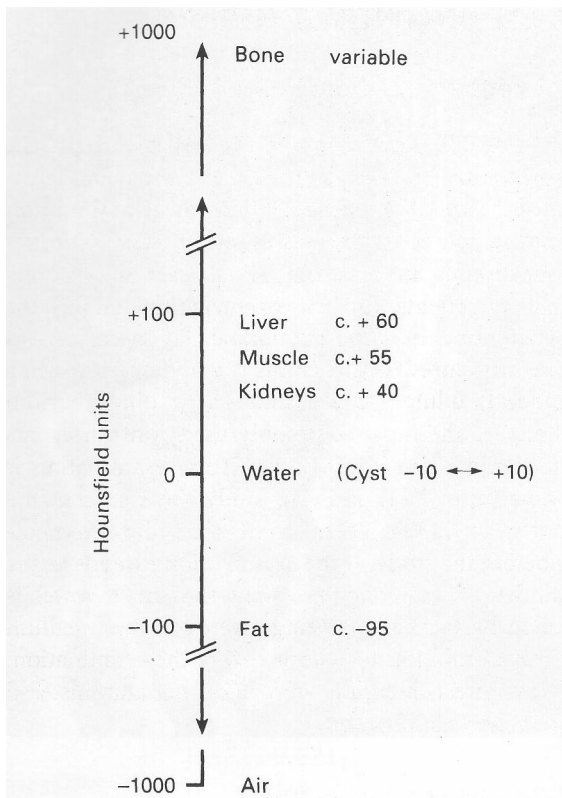 +1000
Bone variable
+100
Liver c. + 60
Muscle c.+ 55
Kidneys c. + 40
Hounsfield units
0 Water (Cyst −10 ↔ +10)
−100 Fat c. −95
−1000 Air